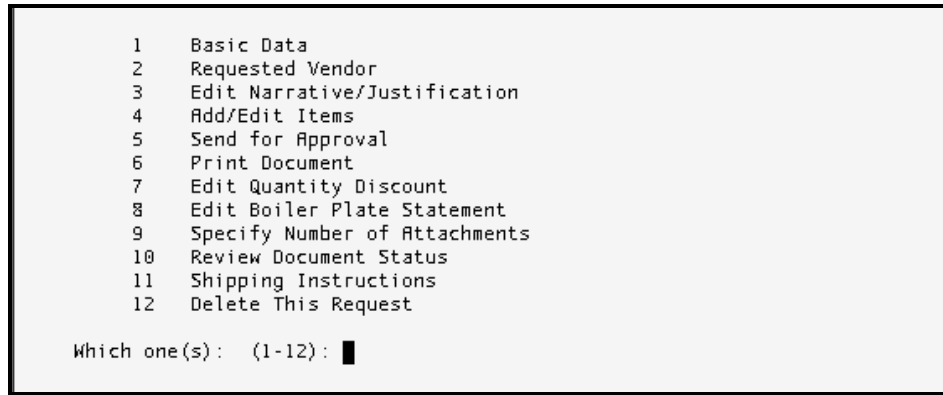 1 Basic Data
2 Requested Vendor
3 Edit Narrative/Justification
4 Add/Edit Items
5 Send for Approval
6 Print Document
7 Edit Quantity Discount
8 Edit Boiler Plate Statement
9 Specify Number of Attachments
10 Review Document Status
11 Shipping Instructions
12 Delete This Request
Which one(s): (1-12):